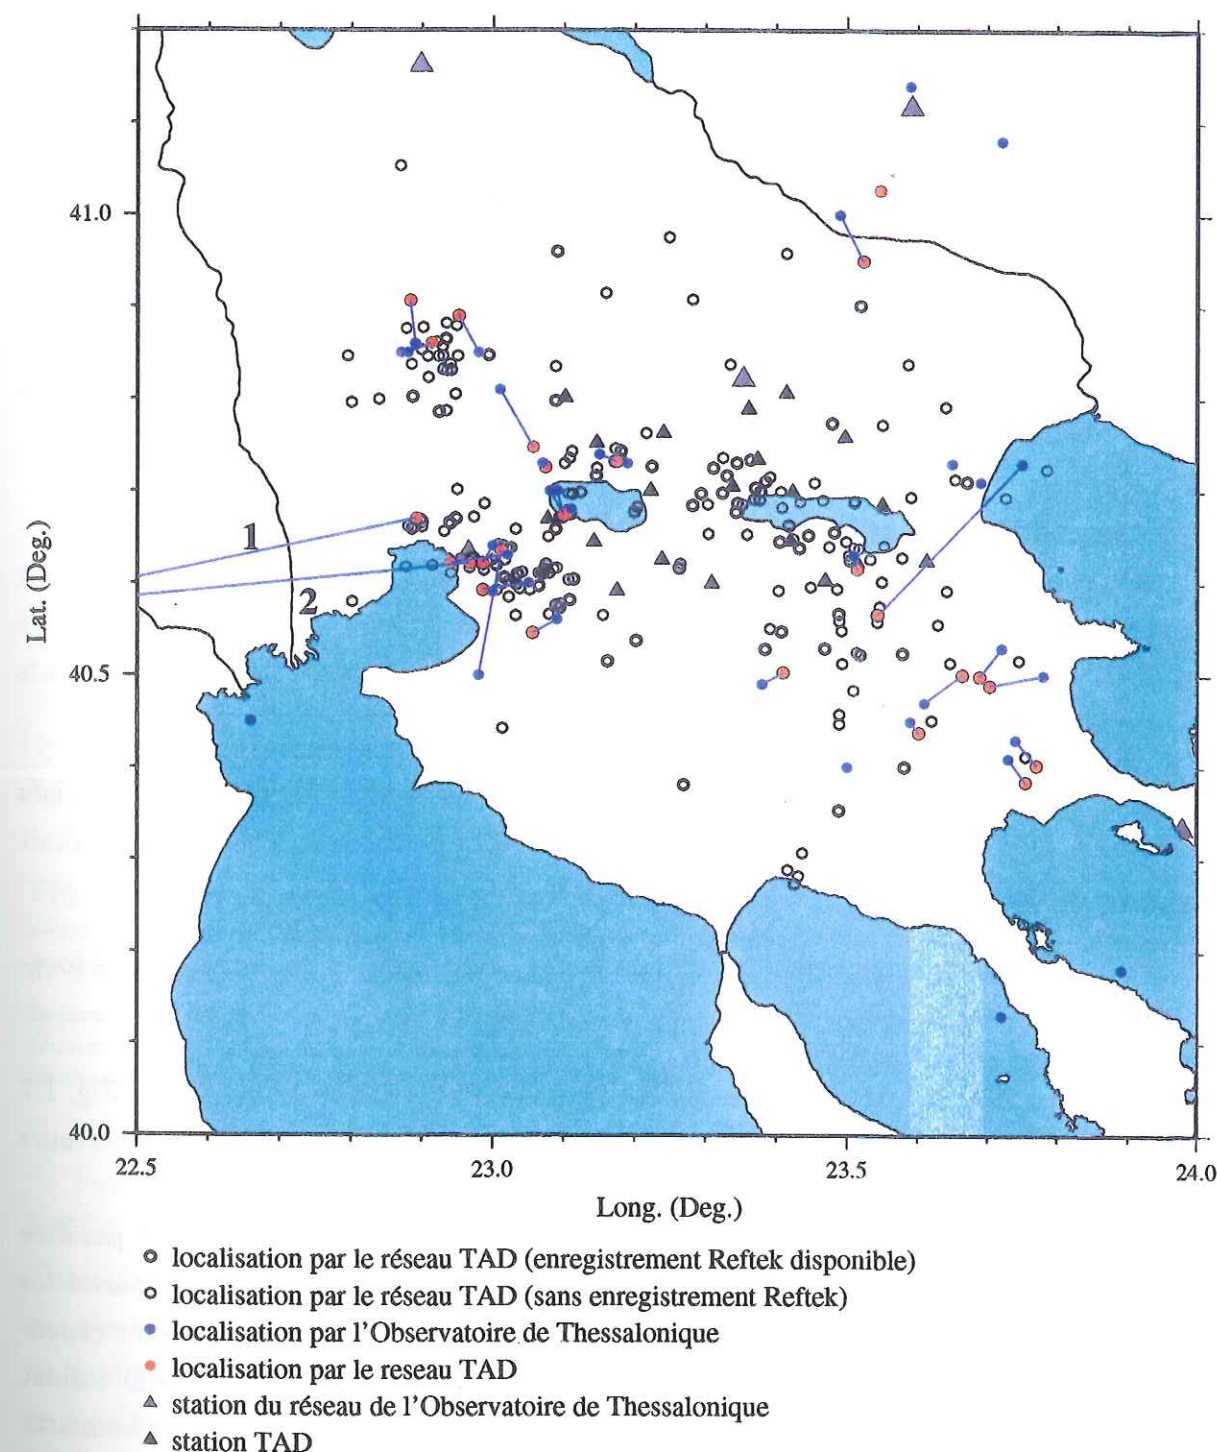 41.0
Lat. (Deg.)
1
2
40.5
40.0
22.5
23.0
23.5
24.0
Long. (Deg.)
localisation par le réseau TAD (enregistrement Reftek disponible)
localisation par le réseau TAD (sans enregistrement Reftek)
localisation par l'Observatoire de Thessalonique
localisation par le reseau TAD
station du réseau de l'Observatoire de Thessalonique
station TAD